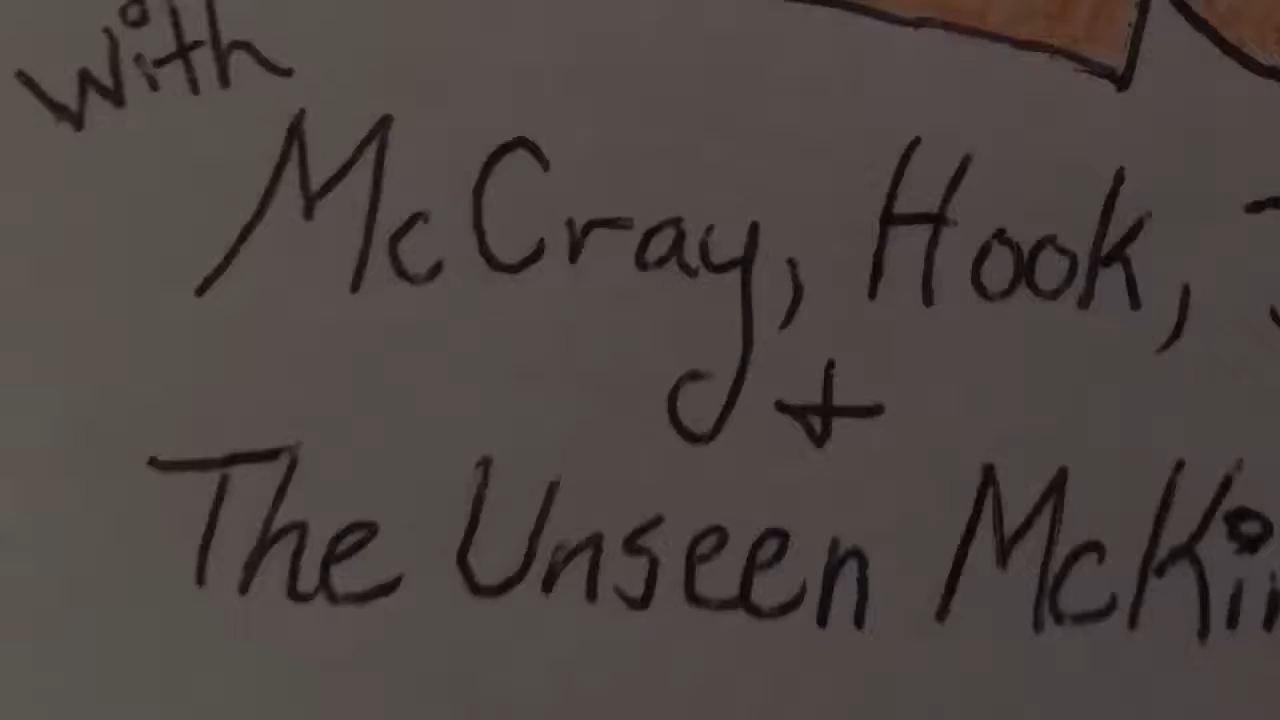 with
McCray, Hook,
+
The Unseen